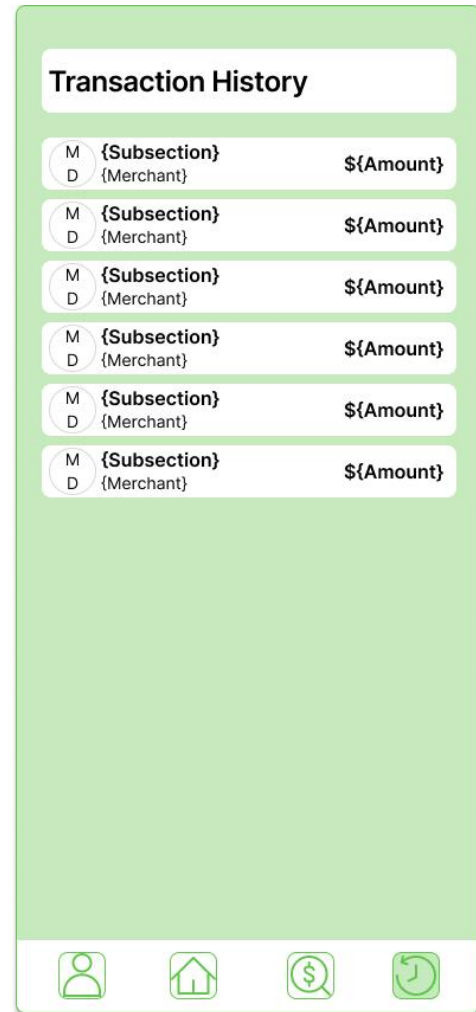 Transaction History
M
D
{Subsection}
{Merchant}
${Amount}
M
D
{Subsection}
{Merchant}
${Amount}
M
D
{Subsection}
{Merchant}
${Amount}
M
D
{Subsection}
{Merchant}
${Amount}
M
D
{Subsection}
{Merchant}
${Amount}
M
D
{Subsection}
{Merchant}
${Amount}
$